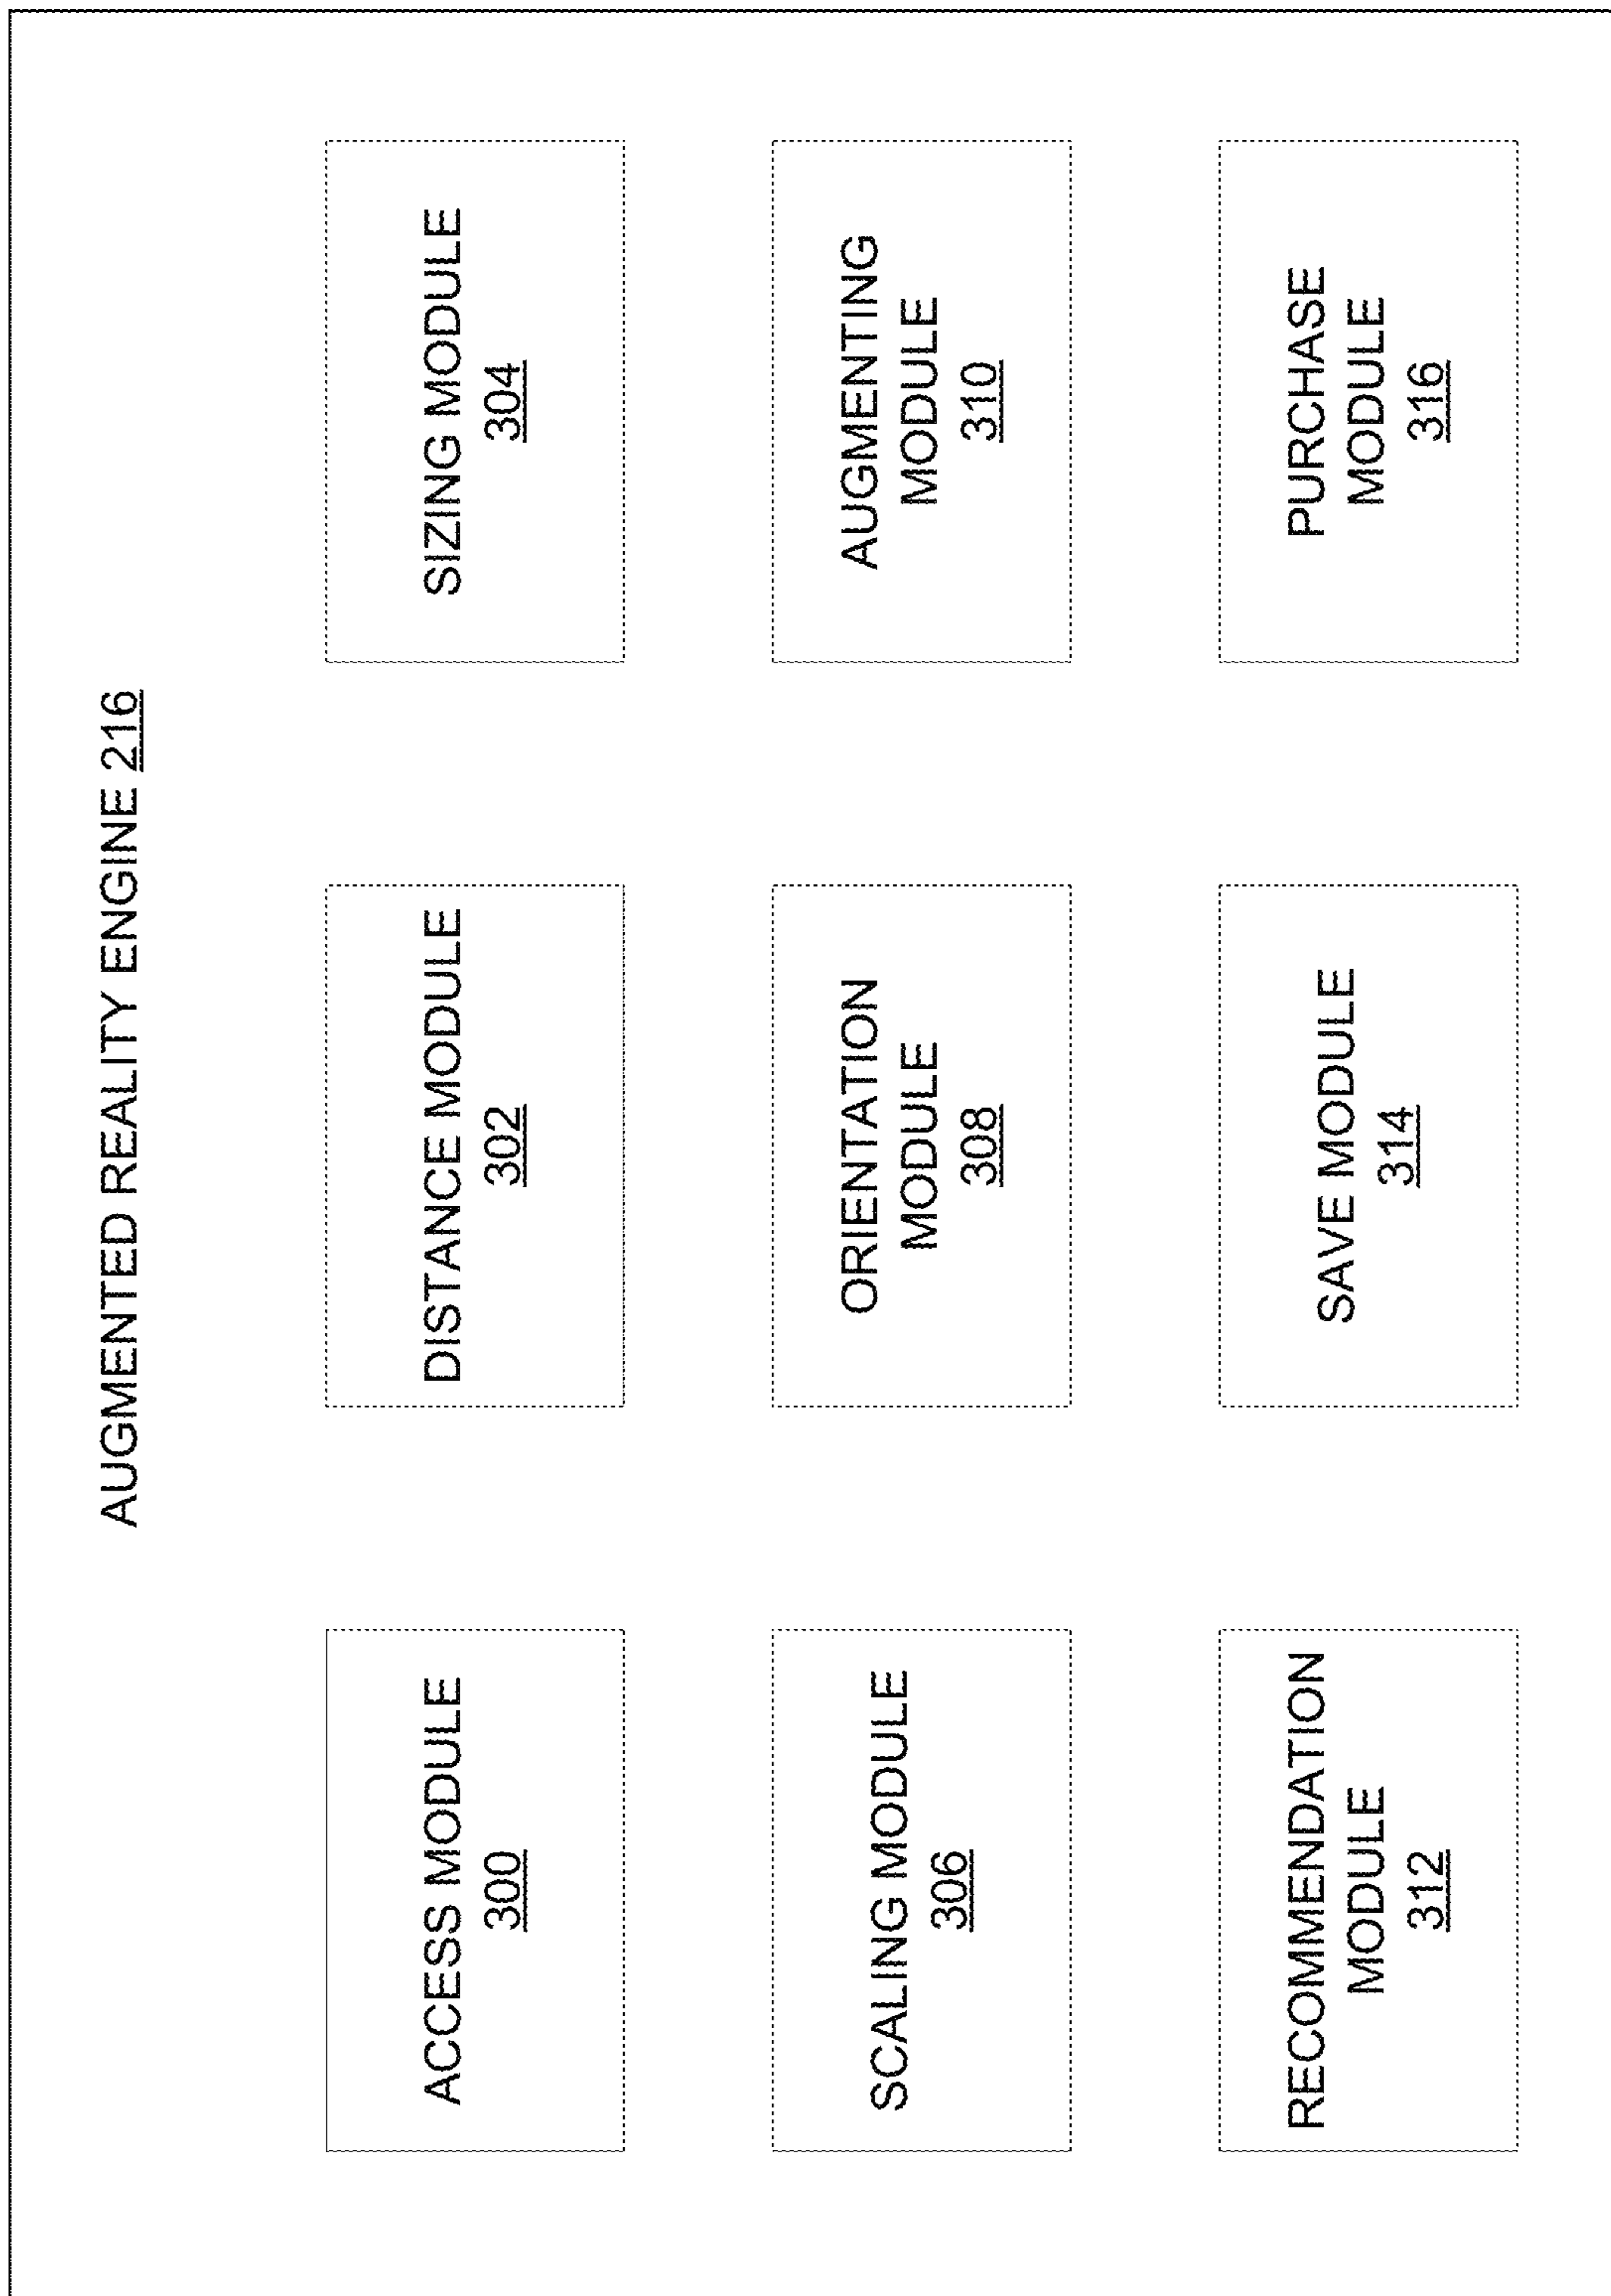 AUGMENTED REALITY ENGINE 216
ACCESS MODULE
300
DISTANCE MODULE
302
SIZING MODULE
304
SCALING MODULE
306
ORIENTATION
MODULE
308
AUGMENTING
MODULE
310
RECOMMENDATION
MODULE
312
SAVE MODULE
314
PURCHASE
MODULE
316